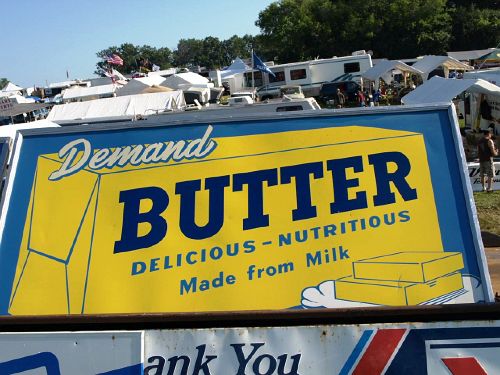 Demand
BUTTER
DELICIOUS - NUTRITIOUS
Made from Milk
ank You